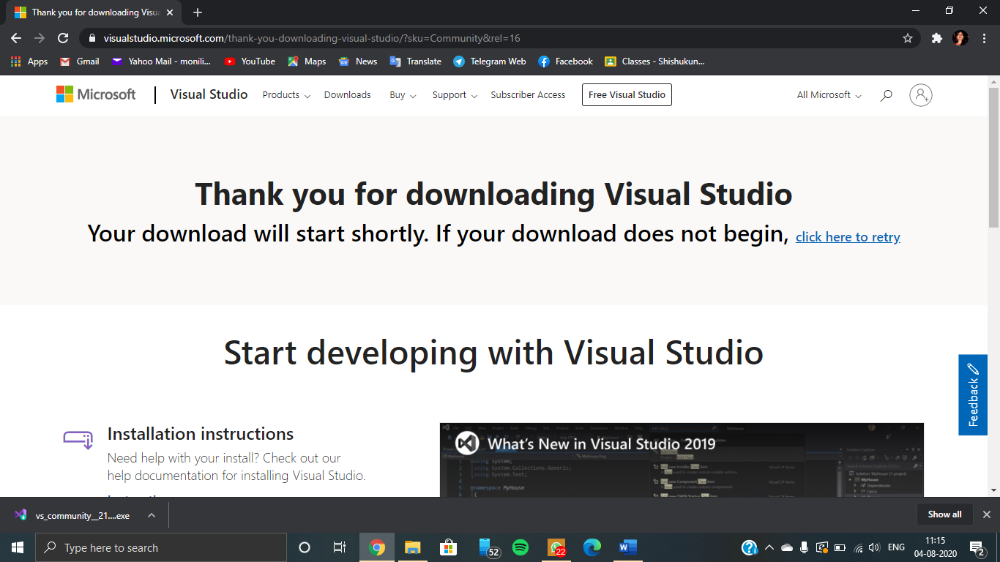 Thank you for downloading Visua
visualstudio.microsoft.com/thank-you-downloading-visual-studio/?sku=Community&rel=16
Apps Gmail Yahoo Mail - monili... YouTube Maps News Translate Telegram Web Facebook Classes - Shishukun...
Microsoft Visual Studio Products Downloads Buy Support Subscriber Access Free Visual Studio All Microsoft
Thank you for downloading Visual Studio
Your download will start shortly. If your download does not begin, click here to retry
Start developing with Visual Studio
Feedback
Installation instructions
Need help with your install? Check out our
help documentation for installing Visual Studio.
What's New in Visual Studio 2019
using System;
using System.Collections.Generic;
using System.Text;
namespace MyHouse
{
vs_community__21....exe Show all
Type here to search 52 22 W ENG 11:15
04-08-2020 2